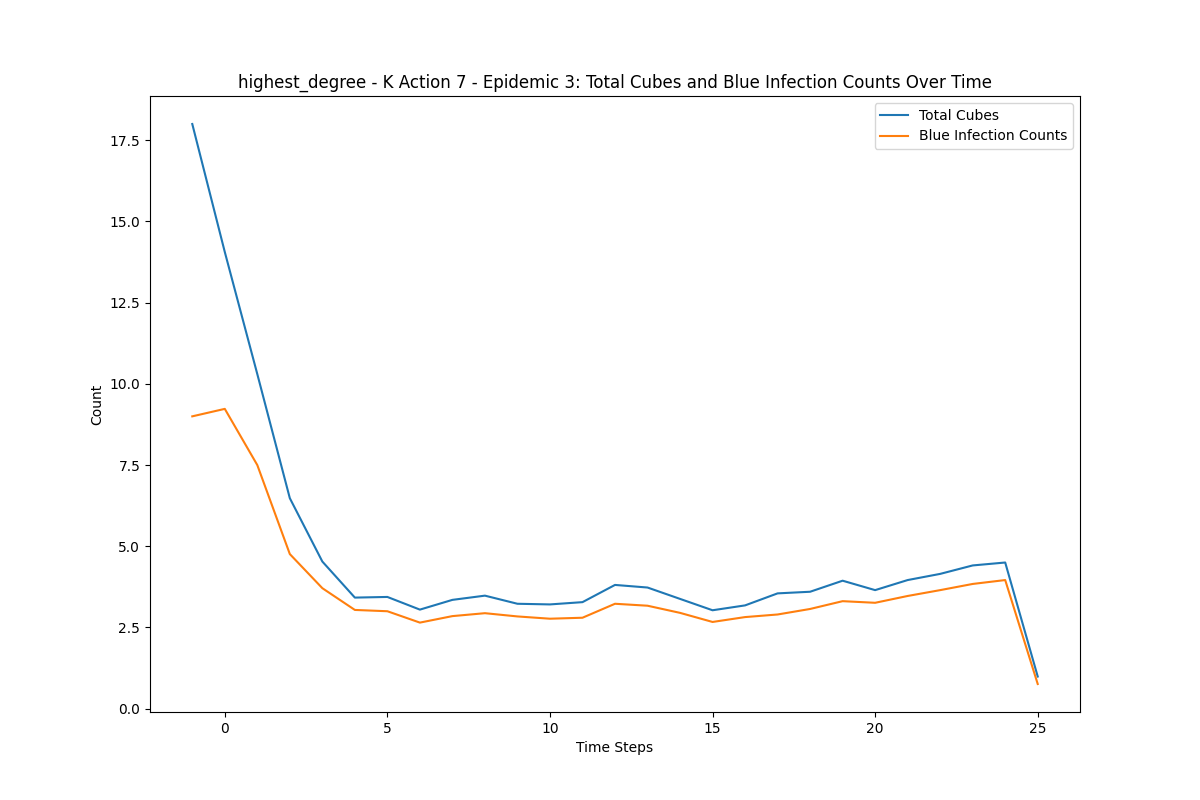 highest_degree - K Action 7 - Epidemic 3: Total Cubes and Blue Infection Counts Over Time
Total Cubes
Blue Infection Counts
17.5
15.0
12.5
10.0
7.5
5.0
2.5
0.0
Count
0 5 10 15 20 25
Time Steps